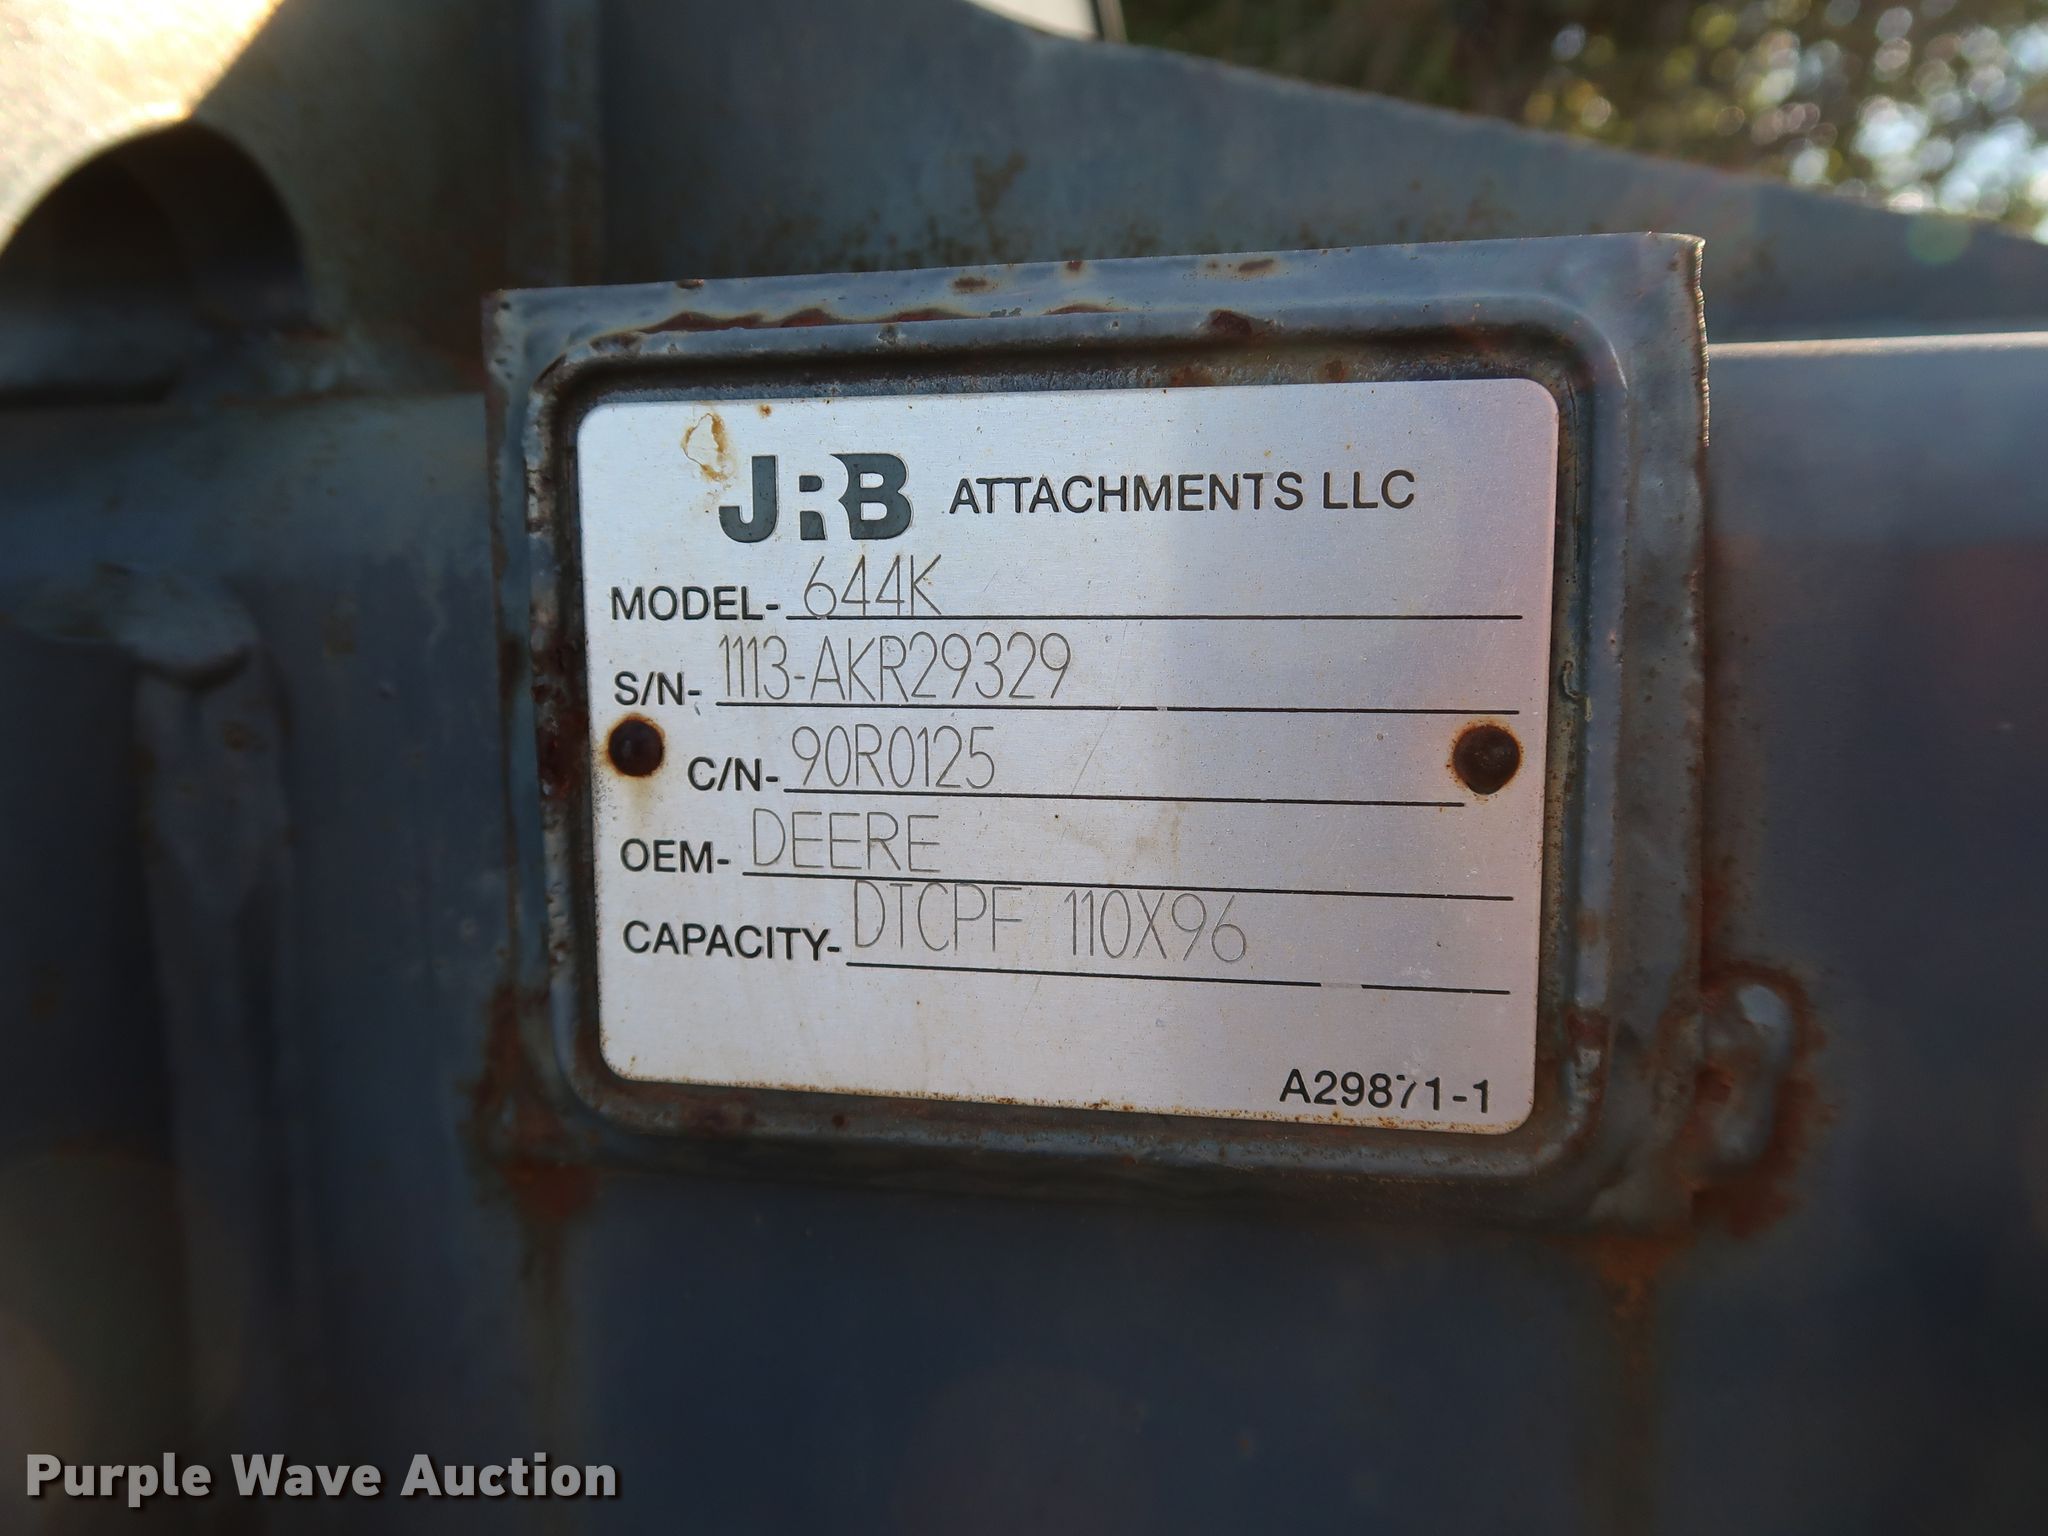 JRB ATTACHMENTS LLC
MODEL- 644K
S/N- 1113-AKR29329
C/N- 90R0125
OEM- DEERE
CAPACITY- DTCPF 110X96
A29871-1
Purple Wave Auction